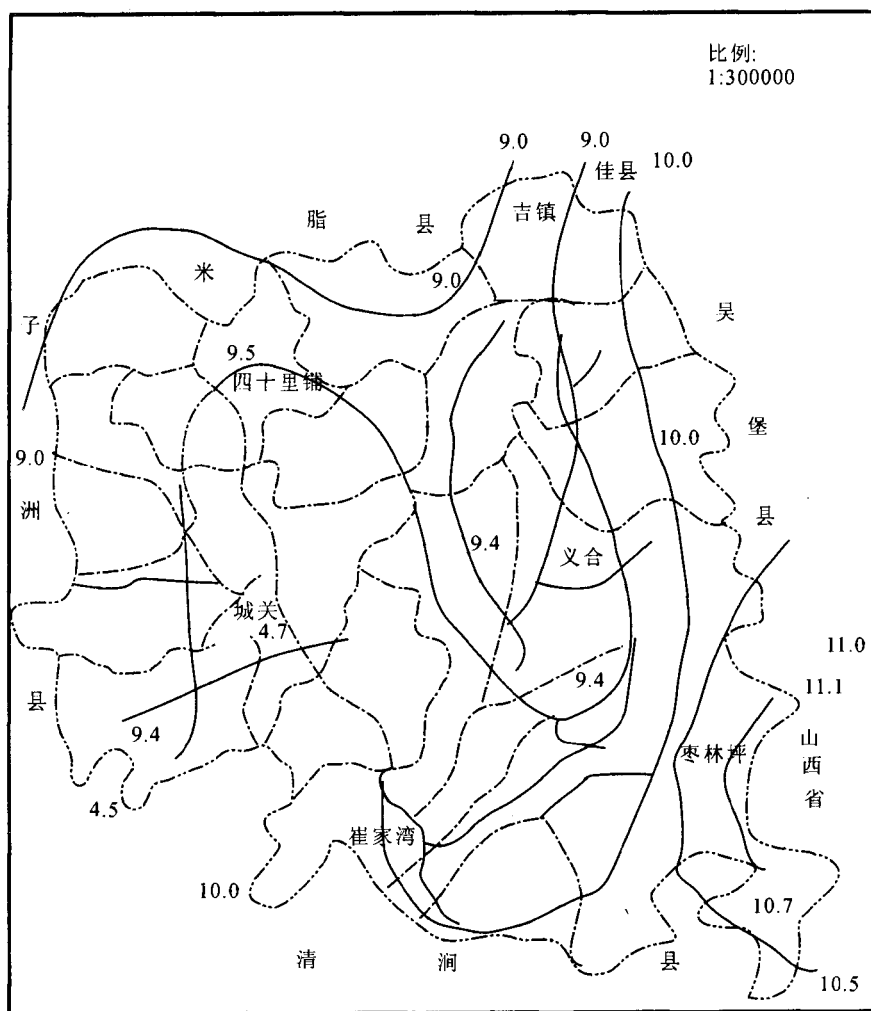 比例:
1:300000
9.0
9.0
10.0
佳县
脂
县
吉镇
米
9.0
子
吴
9.5
四十里铺
堡
10.0
9.0
洲
县
9.4
义合
城关
4.7
11.0
9.4
11.1
县
9.4
枣林坪
山
西
省
4.5
崔家湾
10.0
10.7
清
涧
县
10.5